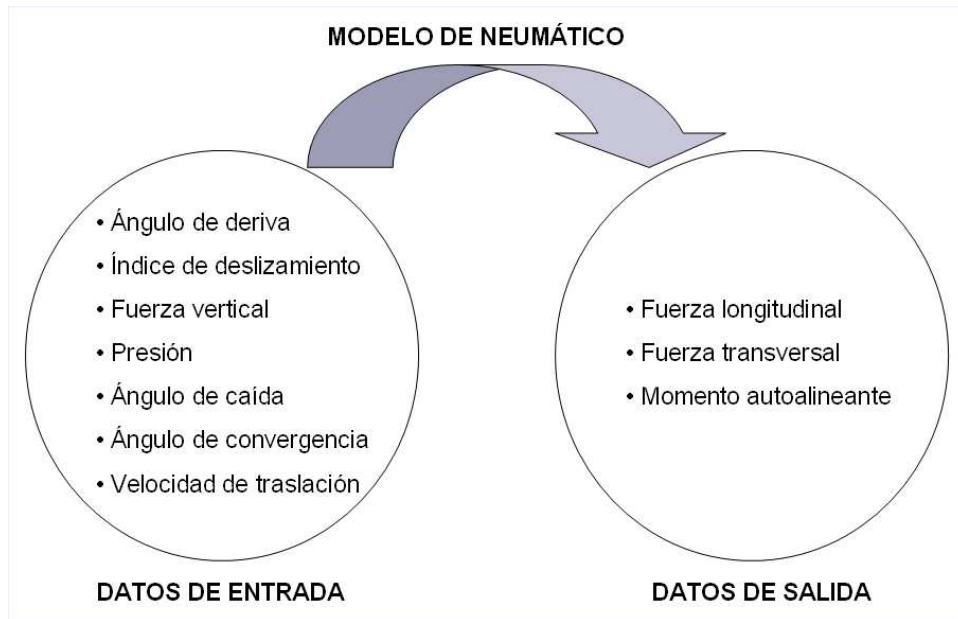 MODELO DE NEUMÁTICO
• Ángulo de deriva
• Índice de deslizamiento
• Fuerza vertical
• Presión
• Ángulo de caída
• Ángulo de convergencia
• Velocidad de traslación
• Fuerza longitudinal
• Fuerza transversal
• Momento autoalineante
DATOS DE ENTRADA
DATOS DE SALIDA